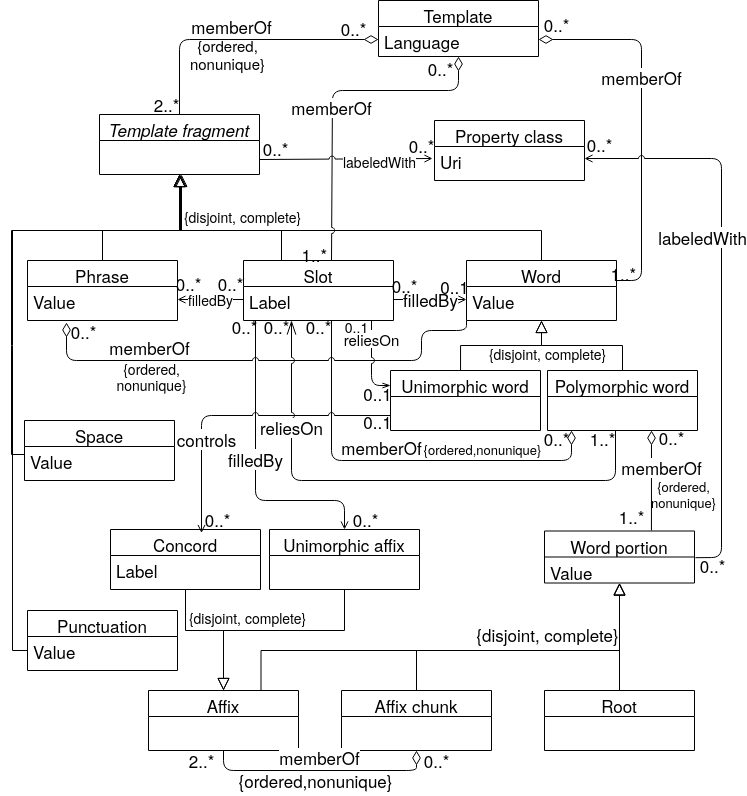 Template
Language
memberOf
{ordered,
nonunique}
0..*
0..*
0..*
memberOf
memberOf
2..*
Template fragment
0..*
labeledWith
0..*
Property class
Uri
0..*
labeledWith
{disjoint, complete}
1..*
1..*
Phrase
Value
0..*
filledBy
0..*
Slot
Label
0..*
filledBy
0..1
Word
Value
0..*
0..*
0..*
0..1
reliesOn
0..*
memberOf
{ordered,
nonunique}
{disjoint, complete}
Unimorphic word
Polymorphic word
0..1
0..1
Space
Value
controls
reliesOn
filledBy
memberOf
{ordered,nonunique}
0..*
1..*
0..*
memberOf
{ordered,
nonunique}
1..*
0..*
0..*
Concord
Label
Unimorphic affix
Word portion
Value
0..*
Punctuation
Value
{disjoint, complete}
{disjoint, complete}
Affix
Affix chunk
Root
2..*
memberOf
0..*
{ordered,nonunique}